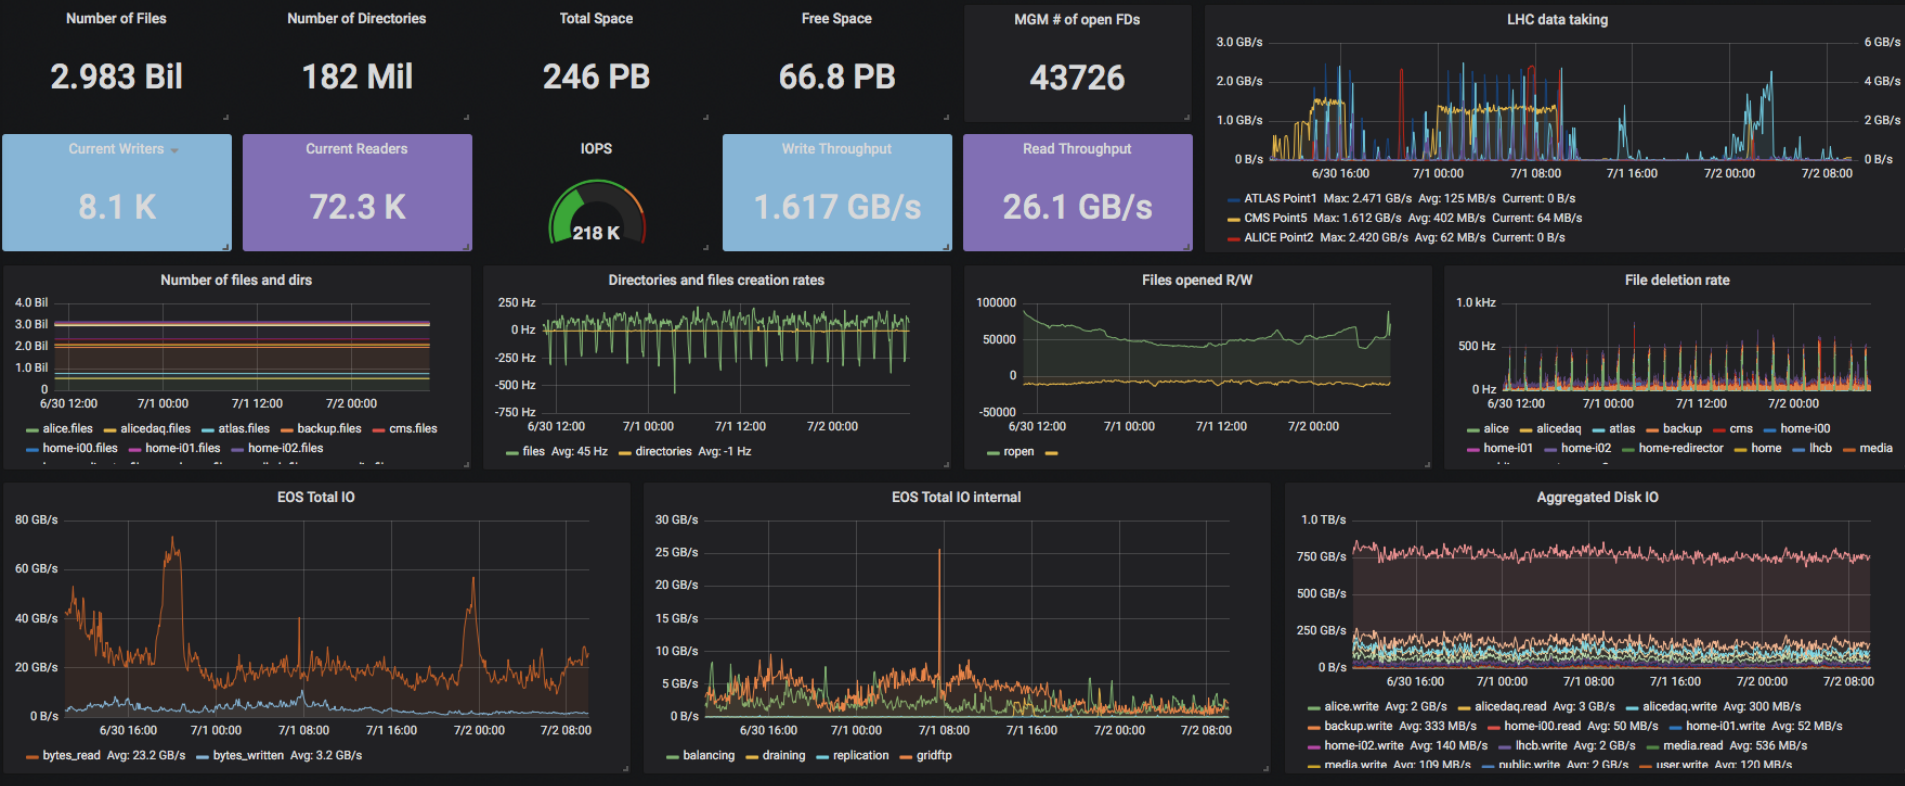 Number of Files
2.983 Bil
Number of Directories
182 Mil
Total Space
246 PB
Free Space
66.8 PB
MGM # of open FDs
43726
LHC data taking
3.0 GB/s
2.0 GB/s
1.0 GB/s
0 B/s
6 GB/s
4 GB/s
2 GB/s
0 B/s
6/30 16:00 7/1 00:00 7/1 08:00 7/1 16:00 7/2 00:00 7/2 08:00
ATLAS Point1 Max: 2.471 GB/s Avg: 125 MB/s Current: 0 B/s
CMS Point5 Max: 1.612 GB/s Avg: 402 MB/s Current: 64 MB/s
ALICE Point2 Max: 2.420 GB/s Avg: 62 MB/s Current: 0 B/s
Current Writers
8.1 K
Current Readers
72.3 K
IOPS
218 K
Write Throughput
1.617 GB/s
Read Throughput
26.1 GB/s
Number of files and dirs
4.0 Bil
3.0 Bil
2.0 Bil
1.0 Bil
0
6/30 12:00 7/1 00:00 7/1 12:00 7/2 00:00
alice.files alicedaq.files atlas.files backup.files cms.files
home-i00.files home-i01.files home-i02.files
Directories and files creation rates
250 Hz
0 Hz
-250 Hz
-500 Hz
-750 Hz
6/30 12:00 7/1 00:00 7/1 12:00 7/2 00:00
files Avg: 45 Hz directories Avg: -1 Hz
Files opened R/W
100000
50000
0
-50000
6/30 12:00 7/1 00:00 7/1 12:00 7/2 00:00
ropen
File deletion rate
1.0 kHz
500 Hz
0 Hz
6/30 12:00 7/1 00:00 7/1 12:00 7/2 00:00
alice alicedaq atlas backup cms home-i00
home-i01 home-i02 home-redirector home lhcb media
EOS Total IO
80 GB/s
60 GB/s
40 GB/s
20 GB/s
0 B/s
6/30 16:00 7/1 00:00 7/1 08:00 7/1 16:00 7/2 00:00 7/2 08:00
bytes_read Avg: 23.2 GB/s bytes_written Avg: 3.2 GB/s
EOS Total IO internal
30 GB/s
25 GB/s
20 GB/s
15 GB/s
10 GB/s
5 GB/s
0 B/s
6/30 16:00 7/1 00:00 7/1 08:00 7/1 16:00 7/2 00:00 7/2 08:00
balancing draining replication gridftp
Aggregated Disk IO
1.0 TB/s
750 GB/s
500 GB/s
250 GB/s
0 B/s
6/30 16:00 7/1 00:00 7/1 08:00 7/1 16:00 7/2 00:00 7/2 08:00
alice.write Avg: 2 GB/s alicedaq.read Avg: 3 GB/s alicedaq.write Avg: 300 MB/s
backup.write Avg: 333 MB/s home-i00.read Avg: 50 MB/s home-i01.write Avg: 52 MB/s
home-i02.write Avg: 140 MB/s lhcb.write Avg: 2 GB/s media.read Avg: 536 MB/s
media.write Avg: 109 MB/s public.write Avg: 2 GB/s user.write Avg: 120 MB/s